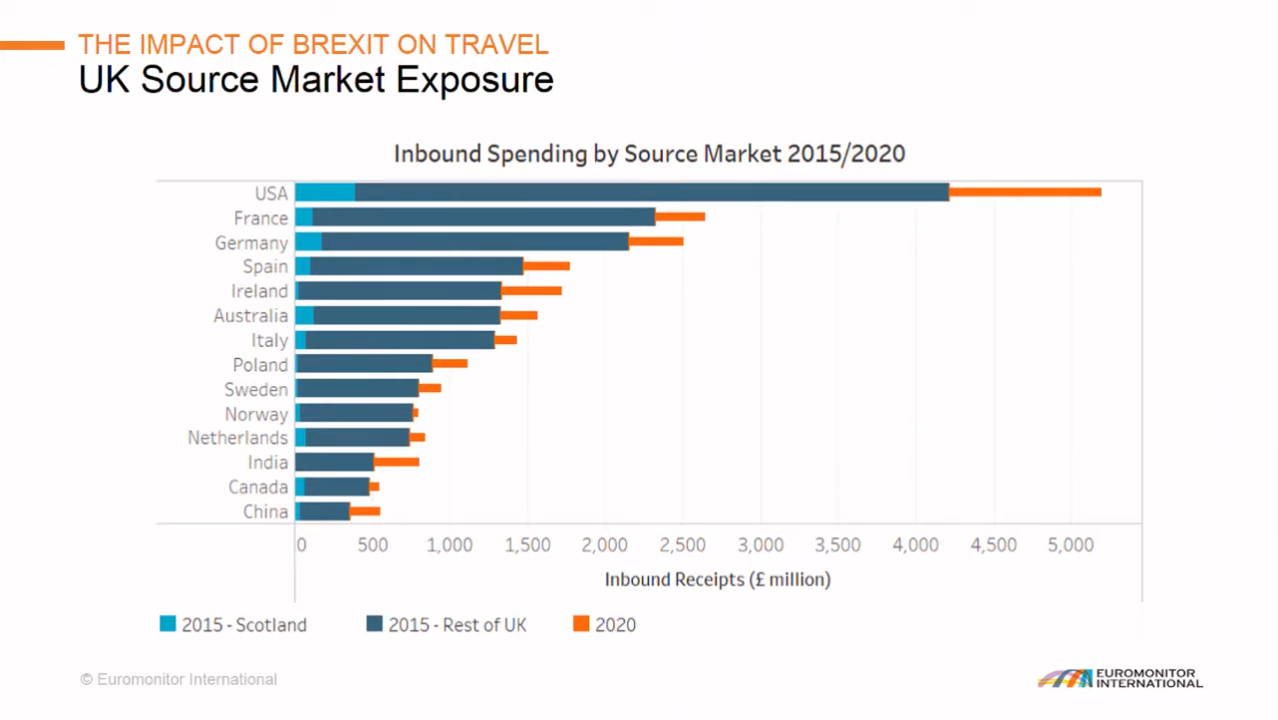 THE IMPACT OF BREXIT ON TRAVEL
UK Source Market Exposure
Inbound Spending by Source Market 2015/2020
USA
France
Germany
Spain
Ireland
Australia
Italy
Poland
Sweden
Norway
Netherlands
India
Canada
China
0 500 1,000 1,500 2,000 2,500 3,000 3,500 4,000 4,500 5,000
Inbound Receipts (£ million)
2015 - Scotland 2015 - Rest of UK 2020
© Euromonitor International
EUROMONITOR
INTERNATIONAL